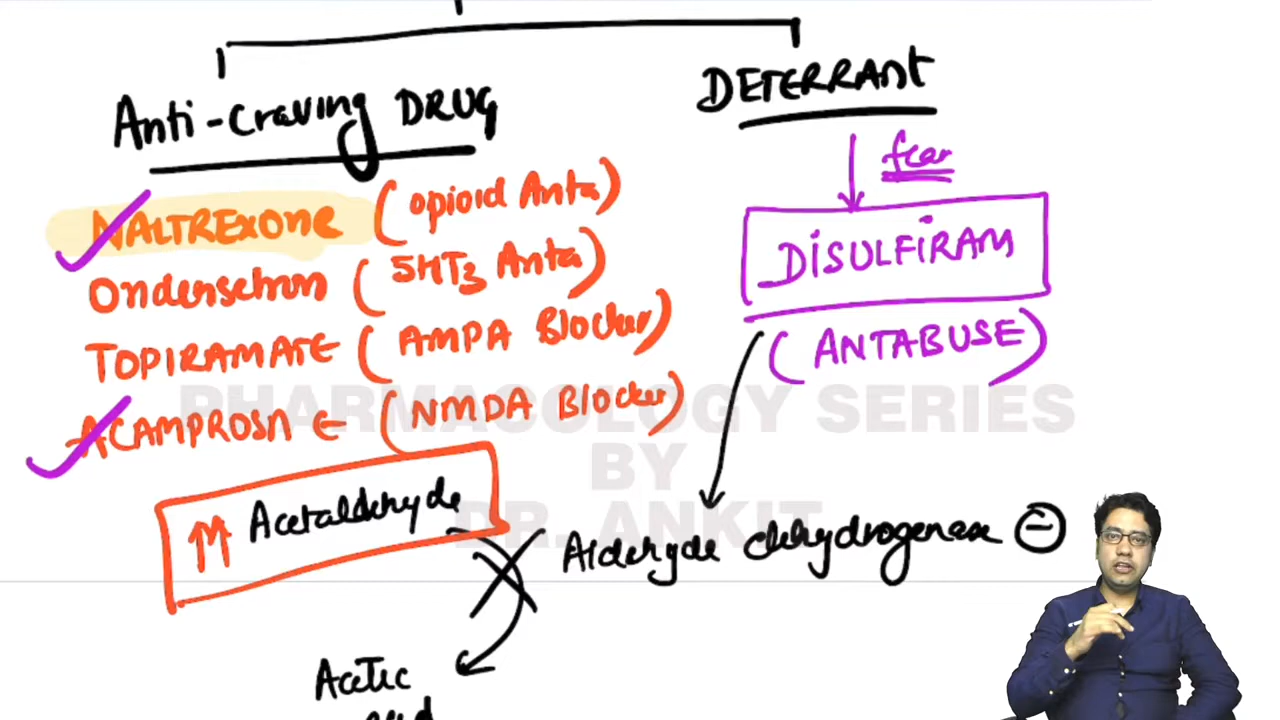 Anti-craving DRUG
NALTREXONE (opioid Anta)
Ondensetron (5HT3 Anta)
TOPIRAMATE (AMPA Blocker)
ACAMPROSATE (NMDA Blocker)
⇈ Acetaldehyde
Acetic
acid
DETERRANT
fear
DISULFIRAM
(ANTABUSE)
Aldehyde dehydrogenase ⊖
PHARMACOLOGY SERIES
BY
DR. ANKIT